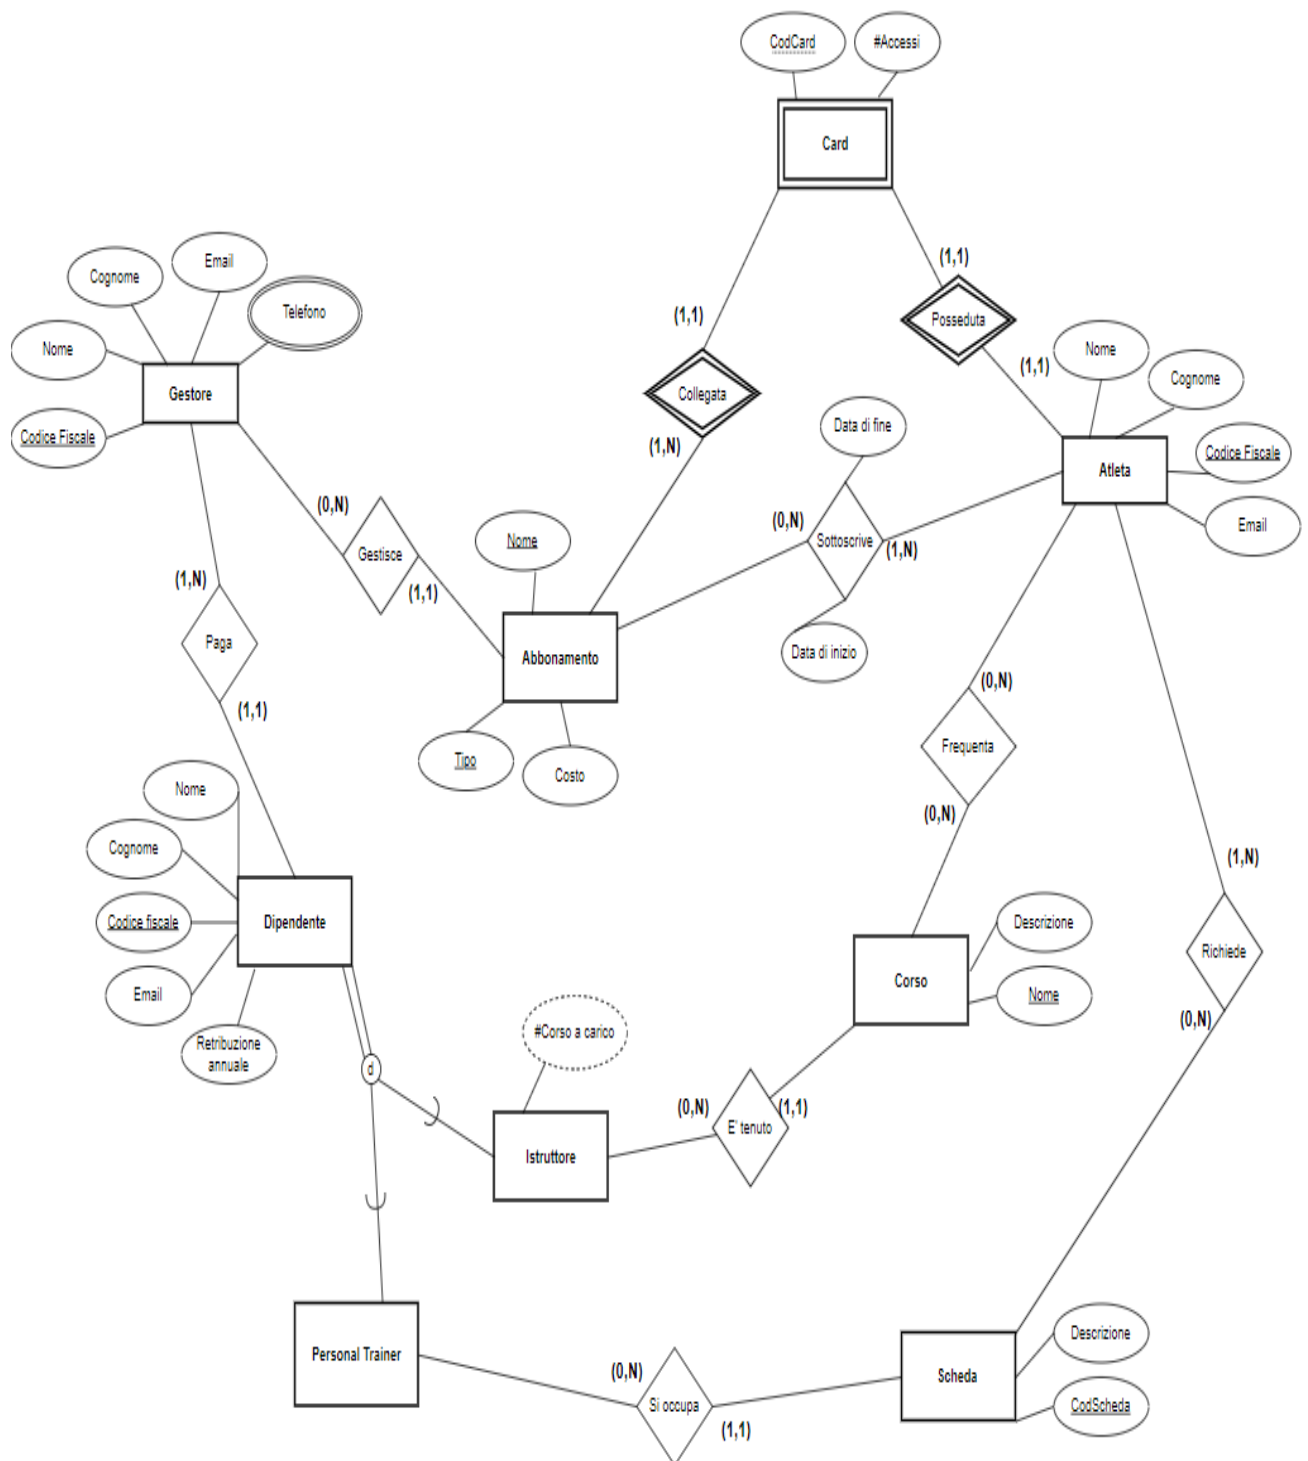 CodCard
#Accessi
Card
(1,1)
Posseduta
(1,1)
(1,1)
Collegata
(1,N)
Email
Cognome
Telefono
Nome
Gestore
Codice Fiscale
Nome
Cognome
Atleta
Codice Fiscale
Email
Data di fine
(0,N)
Sottoscrive
(1,N)
Data di inizio
(0,N)
Gestisce
(1,1)
Nome
Abbonamento
Tipo
Costo
(1,N)
Paga
(1,1)
(0,N)
Frequenta
(0,N)
Nome
Cognome
Codice fiscale
Dipendente
Email
Retribuzione
annuale
d
(1,N)
Richiede
(0,N)
Descrizione
Corso
Nome
#Corso a carico
Istruttore
(0,N)
E' tenuto
(1,1)
Personal Trainer
(0,N)
Si occupa
(1,1)
Descrizione
Scheda
CodScheda